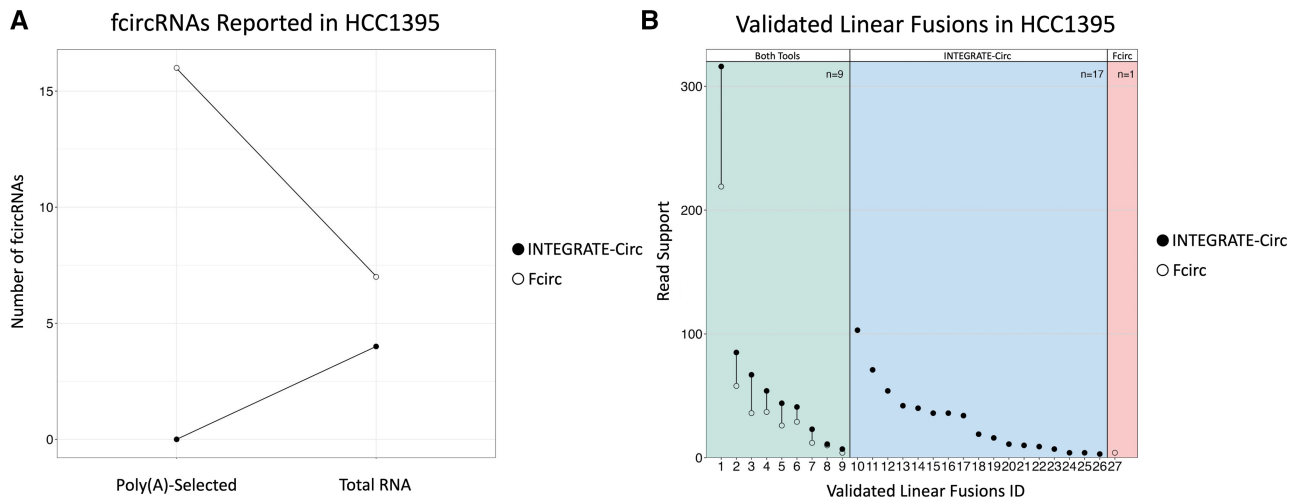 A
fcircRNAs Reported in HCC1395
15
10
5
0
Number of fcircRNAs
Poly(A)-Selected
Total RNA
INTEGRATE-Circ
Fcirc
B
Validated Linear Fusions in HCC1395
Both Tools
INTEGRATE-Circ
Fcirc
n=9
n=17
n=1
300
200
100
0
Read Support
1 2 3 4 5 6 7 8 9 10 11 12 13 14 15 16 17 18 19 20 21 22 23 24 25 26 27
Validated Linear Fusions ID
INTEGRATE-Circ
Fcirc